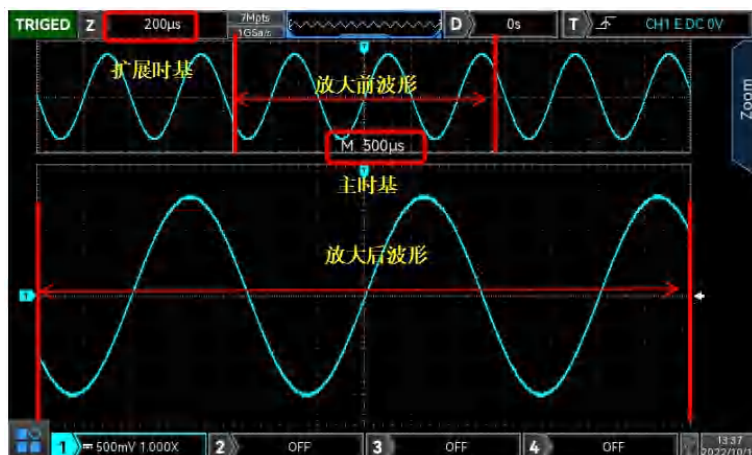 TRIGED Z 200μs 7Mpts D 0s T CH1 E DC 0V
1GSa/s
T
扩展时基 放大前波形
Zoom
M 500μs
T
主时基
放大后波形
1
1 500mV 1.000X 2 OFF 3 OFF 4 OFF 13:37